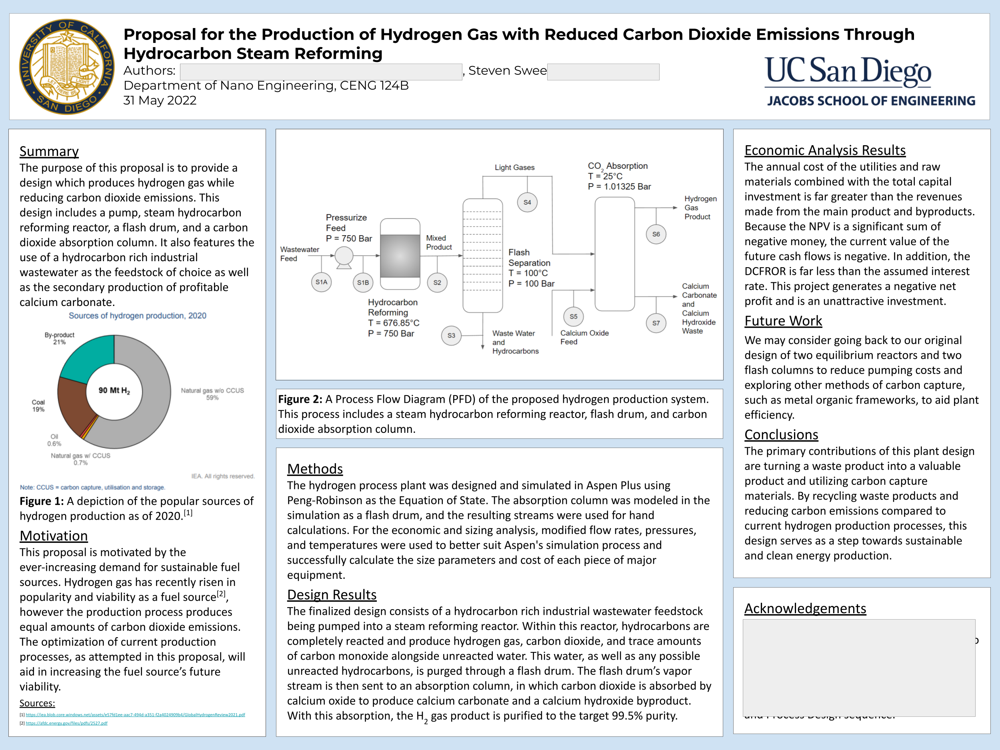 UNIVERSITY OF CALIFORNIA
SAN DIEGO
LET THERE BE LIGHT
Proposal for the Production of Hydrogen Gas with Reduced Carbon Dioxide Emissions Through
Hydrocarbon Steam Reforming
Authors: , Steven Swee
Department of Nano Engineering, CENG 124B
31 May 2022
UC San Diego
JACOBS SCHOOL OF ENGINEERING
Summary
The purpose of this proposal is to provide a
design which produces hydrogen gas while
reducing carbon dioxide emissions. This
design includes a pump, steam hydrocarbon
reforming reactor, a flash drum, and a carbon
dioxide absorption column. It also features the
use of a hydrocarbon rich industrial
wastewater as the feedstock of choice as well
as the secondary production of profitable
calcium carbonate.
Sources of hydrogen production, 2020
By-product
21%
90 Mt H2
Natural gas w/o CCUS
59%
Coal
19%
Oil
0.6%
Natural gas w/ CCUS
0.7%
IEA. All rights reserved.
Note: CCUS = carbon capture, utilisation and storage.
Figure 1: A depiction of the popular sources of
hydrogen production as of 2020.[1]
Motivation
This proposal is motivated by the
ever-increasing demand for sustainable fuel
sources. Hydrogen gas has recently risen in
popularity and viability as a fuel source[2],
however the production process produces
equal amounts of carbon dioxide emissions.
The optimization of current production
processes, as attempted in this proposal, will
aid in increasing the fuel source’s future
viability.
Sources:
[1] https://iea.blob.core.windows.net/assets/e57fd1ee-aac7-494d-a351-f2a4024909b4/GlobalHydrogenReview2021.pdf
[2] https://afdc.energy.gov/files/pdfs/2527.pdf
Wastewater
Feed
S1A
Pressurize
Feed
P = 750 Bar
S1B
Hydrocarbon
Reforming
T = 676.85°C
P = 750 Bar
Mixed
Product
S2
Light Gases
S4
Flash
Separation
T = 100°C
P = 100 Bar
S3
Waste Water
and
Hydrocarbons
S5
Calcium Oxide
Feed
CO2 Absorption
T = 25°C
P = 1.01325 Bar
Hydrogen
Gas
Product
S6
Calcium
Carbonate
and
Calcium
Hydroxide
Waste
S7
Figure 2: A Process Flow Diagram (PFD) of the proposed hydrogen production system.
This process includes a steam hydrocarbon reforming reactor, flash drum, and carbon
dioxide absorption column.
Methods
The hydrogen process plant was designed and simulated in Aspen Plus using
Peng-Robinson as the Equation of State. The absorption column was modeled in the
simulation as a flash drum, and the resulting streams were used for hand
calculations. For the economic and sizing analysis, modified flow rates, pressures,
and temperatures were used to better suit Aspen's simulation process and
successfully calculate the size parameters and cost of each piece of major
equipment.
Design Results
The finalized design consists of a hydrocarbon rich industrial wastewater feedstock
being pumped into a steam reforming reactor. Within this reactor, hydrocarbons are
completely reacted and produce hydrogen gas, carbon dioxide, and trace amounts
of carbon monoxide alongside unreacted water. This water, as well as any possible
unreacted hydrocarbons, is purged through a flash drum. The flash drum’s vapor
stream is then sent to an absorption column, in which carbon dioxide is absorbed by
calcium oxide to produce calcium carbonate and a calcium hydroxide byproduct.
With this absorption, the H2 gas product is purified to the target 99.5% purity.
Economic Analysis Results
The annual cost of the utilities and raw
materials combined with the total capital
investment is far greater than the revenues
made from the main product and byproducts.
Because the NPV is a significant sum of
negative money, the current value of the
future cash flows is negative. In addition, the
DCFROR is far less than the assumed interest
rate. This project generates a negative net
profit and is an unattractive investment.
Future Work
We may consider going back to our original
design of two equilibrium reactors and two
flash columns to reduce pumping costs and
exploring other methods of carbon capture,
such as metal organic frameworks, to aid plant
efficiency.
Conclusions
The primary contributions of this plant design
are turning a waste product into a valuable
product and utilizing carbon capture
materials. By recycling waste products and
reducing carbon emissions compared to
current hydrogen production processes, this
design serves as a step towards sustainable
and clean energy production.
Acknowledgements
and Process Design sequence.